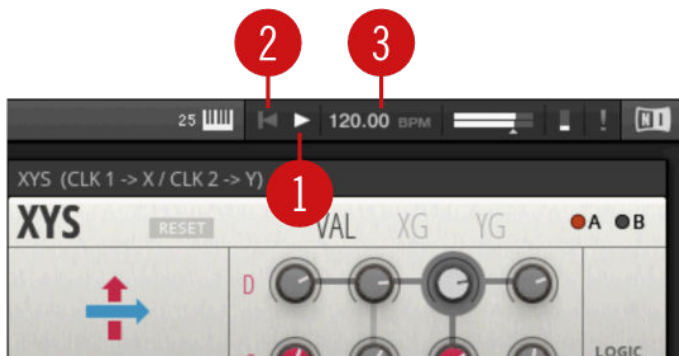 2 3
25 120.00 BPM ! NI
1
XYS (CLK 1 -> X / CLK 2 -> Y)
XYS RESET VAL XG YG A B
D
LOGIC